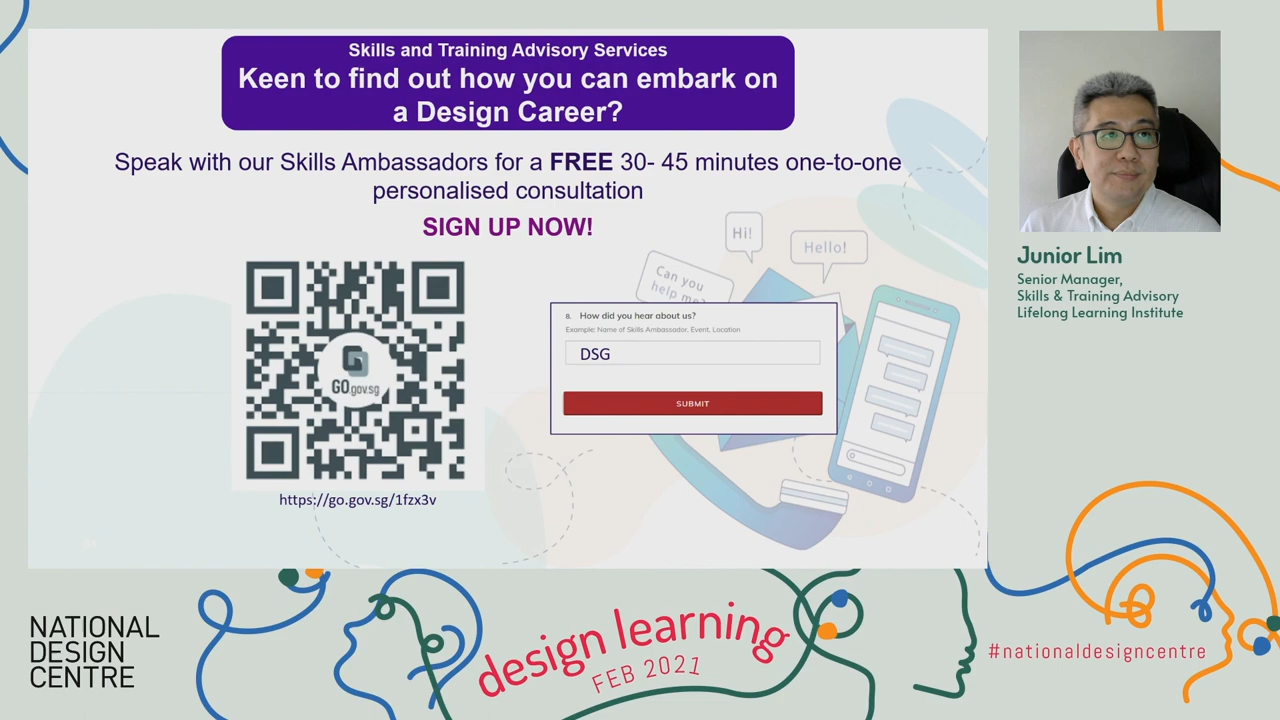 Skills and Training Advisory Services
Keen to find out how you can embark on
a Design Career?
Speak with our Skills Ambassadors for a FREE 30- 45 minutes one-to-one
personalised consultation
SIGN UP NOW!
Hi!
Hello!
Can you
help me?
8. How did you hear about us?
Example: Name of Skills Ambassador, Event, Location
DSG
SUBMIT
GO.gov.sg
https://go.gov.sg/1fzx3v
Junior Lim
Senior Manager,
Skills & Training Advisory
Lifelong Learning Institute
NATIONAL
DESIGN
CENTRE
design learning
FEB 2021
#nationaldesigncentre